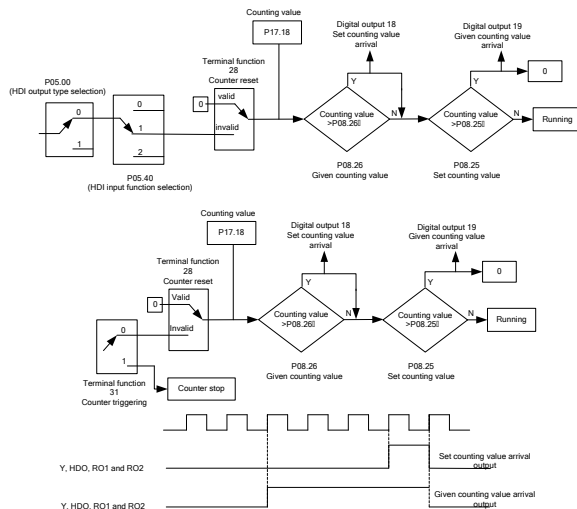 Counting value
P17.18
Digital output 18
Set counting value
arrival
Digital output 19
Given counting value
arrival
P05.00
(HDI output type selection)
Terminal function
28
Counter reset
0
valid
invalid
Y
N
0
1
0
1
2
P05.40
(HDI input function selection)
Counting value
>P08.26
Counting value
>P08.25
Y
N
0
Running
P08.26
Given counting value
P08.25
Set counting value
Counting value
P17.18
Digital output 18
Set counting value
arrival
Digital output 19
Given counting value
arrival
Terminal function
28
Counter reset
0
Valid
Invalid
0
1
Y
N
Counting value
>P08.26
Counting value
>P08.25
Y
N
0
Running
P08.26
Given counting value
P08.25
Set counting value
Terminal function
31
Counter triggering
Counter stop
Y, HDO, RO1 and RO2
Set counting value arrival
output
Y, HDO, RO1 and RO2
Given counting value arrival
output